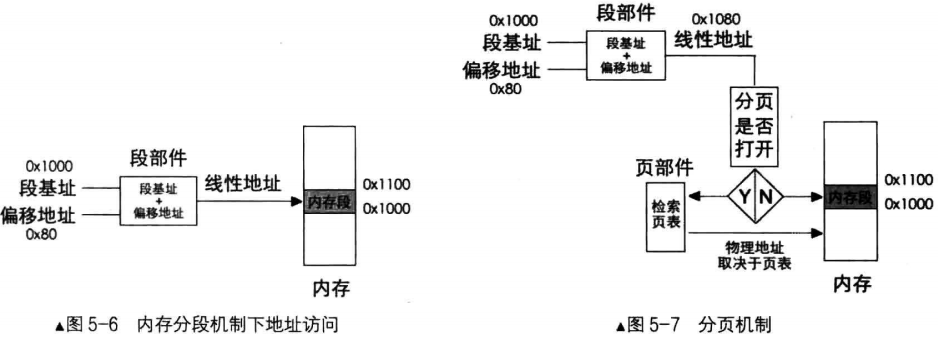 0x1000
段基址
偏移地址
0x80
段部件
段基址
+
偏移地址
线性地址
0x1100
内存段
0x1000
内存
▲图 5-6 内存分段机制下地址访问
0x1000
段基址
偏移地址
0x80
段部件
段基址
+
偏移地址
0x1080
线性地址
分页
是否
打开
Y N
页部件
检索
页表
物理地址
取决于页表
0x1100
内存段
0x1000
内存
▲图 5-7 分页机制